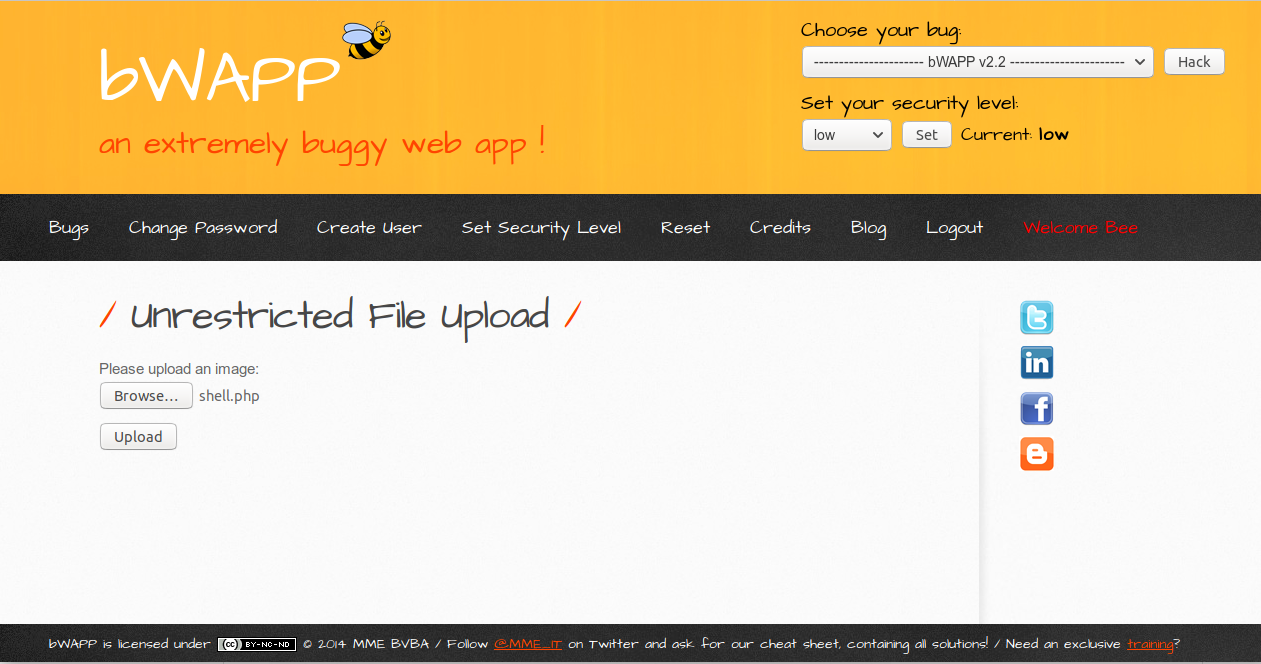 bWAPP
an extremely buggy web app !
Choose your bug:
---------------------- bWAPP v2.2 -----------------------
Hack
Set your security level:
low
Set
Current: low
Bugs
Change Password
Create User
Set Security Level
Reset
Credits
Blog
Logout
Welcome Bee
/ Unrestricted File Upload /
Please upload an image:
Browse... shell.php
Upload
t
in
f
B
bWAPP is licensed under (cc) BY-NC-ND © 2014 MME BVBA / Follow @MME_IT on Twitter and ask for our cheat sheet, containing all solutions! / Need an exclusive training?